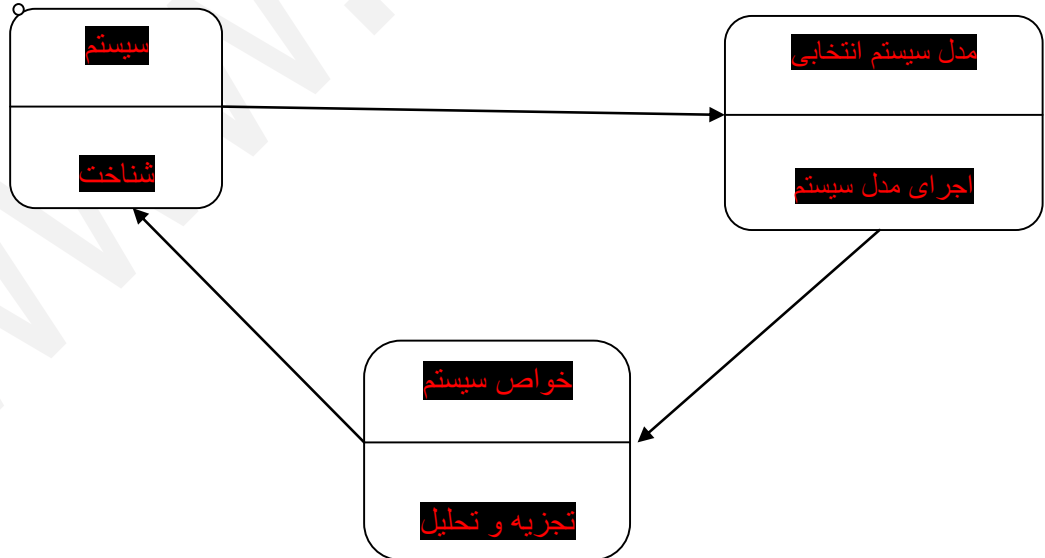 سیستم
شناخت
مدل سیستم انتخابی
اجرای مدل سیستم
خواص سیستم
تجزیه و تحلیل